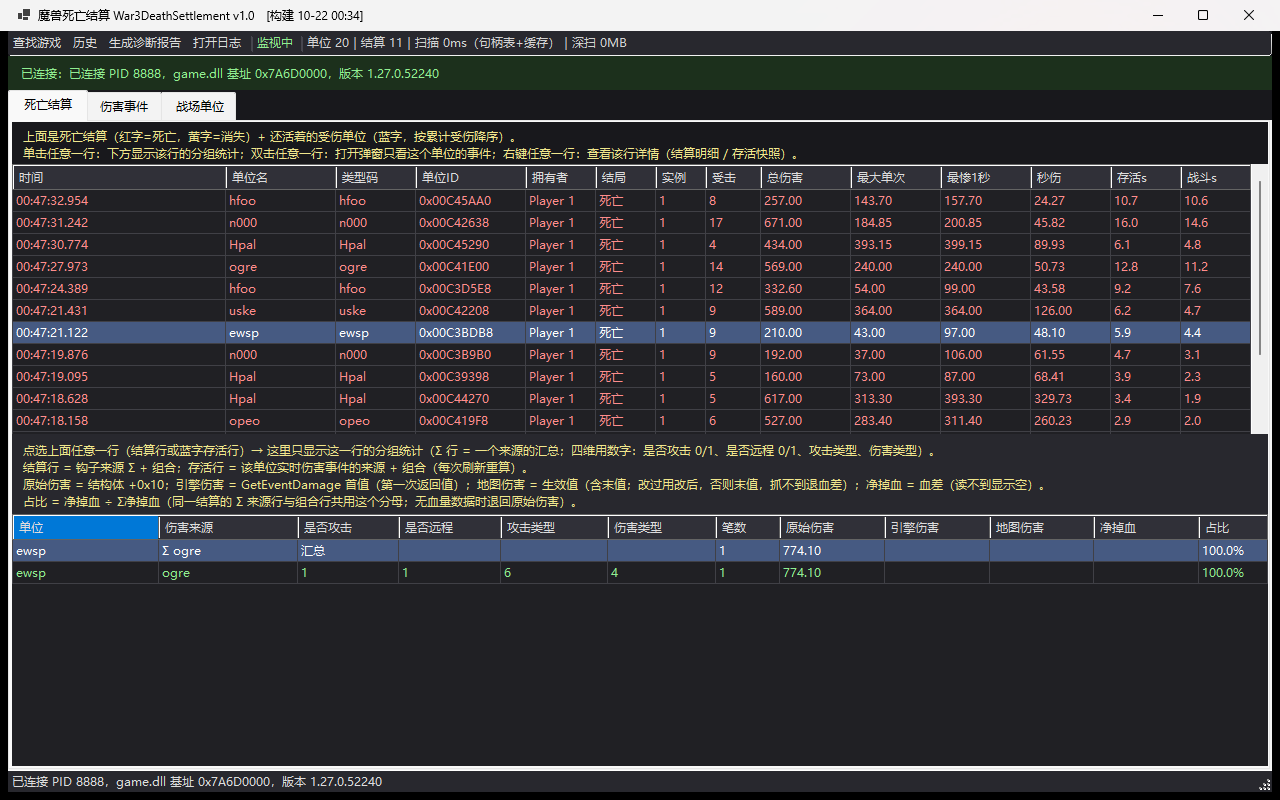 魔兽死亡结算 War3DeathSettlement v1.0 [构建 10-22 00:34]
查找游戏 历史 生成诊断报告 打开日志 | 监视中 | 单位 20 | 结算 11 | 扫描 0ms（句柄表+缓存） | 深扫 0MB
已连接：已连接 PID 8888，game.dll 基址 0x7A6D0000，版本 1.27.0.52240
死亡结算 伤害事件 战场单位
上面是死亡结算（红字=死亡，黄字=消失）+ 还活着的受伤单位（蓝字，按累计受伤降序）。
单击任意一行：下方显示该行的分组统计；双击任意一行：打开弹窗只看这个单位的事件；右键任意一行：查看该行详情（结算明细 / 存活快照）。
时间 单位名 类型码 单位ID 拥有者 结局 实例 受击 总伤害 最大单次 最惨1秒 秒伤 存活s 战斗s
00:47:32.954 hfoo hfoo 0x00C45AA0 Player 1 死亡 1 8 257.00 143.70 157.70 24.27 10.7 10.6
00:47:31.242 n000 n000 0x00C42638 Player 1 死亡 1 17 671.00 184.85 200.85 45.82 16.0 14.6
00:47:30.774 Hpal Hpal 0x00C45290 Player 1 死亡 1 4 434.00 393.15 399.15 89.93 6.1 4.8
00:47:27.973 ogre ogre 0x00C41E00 Player 1 死亡 1 14 569.00 240.00 240.00 50.73 12.8 11.2
00:47:24.389 hfoo hfoo 0x00C3D5E8 Player 1 死亡 1 12 332.60 54.00 99.00 43.58 9.2 7.6
00:47:21.431 uske uske 0x00C42208 Player 1 死亡 1 9 589.00 364.00 364.00 126.00 6.2 4.7
00:47:21.122 ewsp ewsp 0x00C3BDB8 Player 1 死亡 1 9 210.00 43.00 97.00 48.10 5.9 4.4
00:47:19.876 n000 n000 0x00C3B9B0 Player 1 死亡 1 9 192.00 37.00 106.00 61.55 4.7 3.1
00:47:19.095 Hpal Hpal 0x00C39398 Player 1 死亡 1 5 160.00 73.00 87.00 68.41 3.9 2.3
00:47:18.628 Hpal Hpal 0x00C44270 Player 1 死亡 1 5 617.00 313.30 393.30 329.73 3.4 1.9
00:47:18.158 opeo opeo 0x00C419F8 Player 1 死亡 1 6 527.00 283.40 311.40 260.23 2.9 2.0
点选上面任意一行（结算行或蓝字存活行）→ 这里只显示这一行的分组统计（Σ 行 = 一个来源的汇总；四维用数字：是否攻击 0/1、是否远程 0/1、攻击类型、伤害类型）。
结算行 = 钩子来源 Σ + 组合；存活行 = 该单位实时伤害事件的来源 + 组合（每次刷新重算）。
原始伤害 = 结构体 +0x10；引擎伤害 = GetEventDamage 首值（第一次返回值）；地图伤害 = 生效值（含末值；改过用改后，否则末值，抓不到退血差）；净掉血 = 血差（读不到显示空）。
占比 = 净掉血 ÷ Σ净掉血（同一结算的 Σ 来源行与组合行共用这个分母；无血量数据时退回原始伤害）。
单位 伤害来源 是否攻击 是否远程 攻击类型 伤害类型 笔数 原始伤害 引擎伤害 地图伤害 净掉血 占比
ewsp Σ ogre 汇总 1 774.10 100.0%
ewsp ogre 1 1 6 4 1 774.10 100.0%
已连接 PID 8888，game.dll 基址 0x7A6D0000，版本 1.27.0.52240